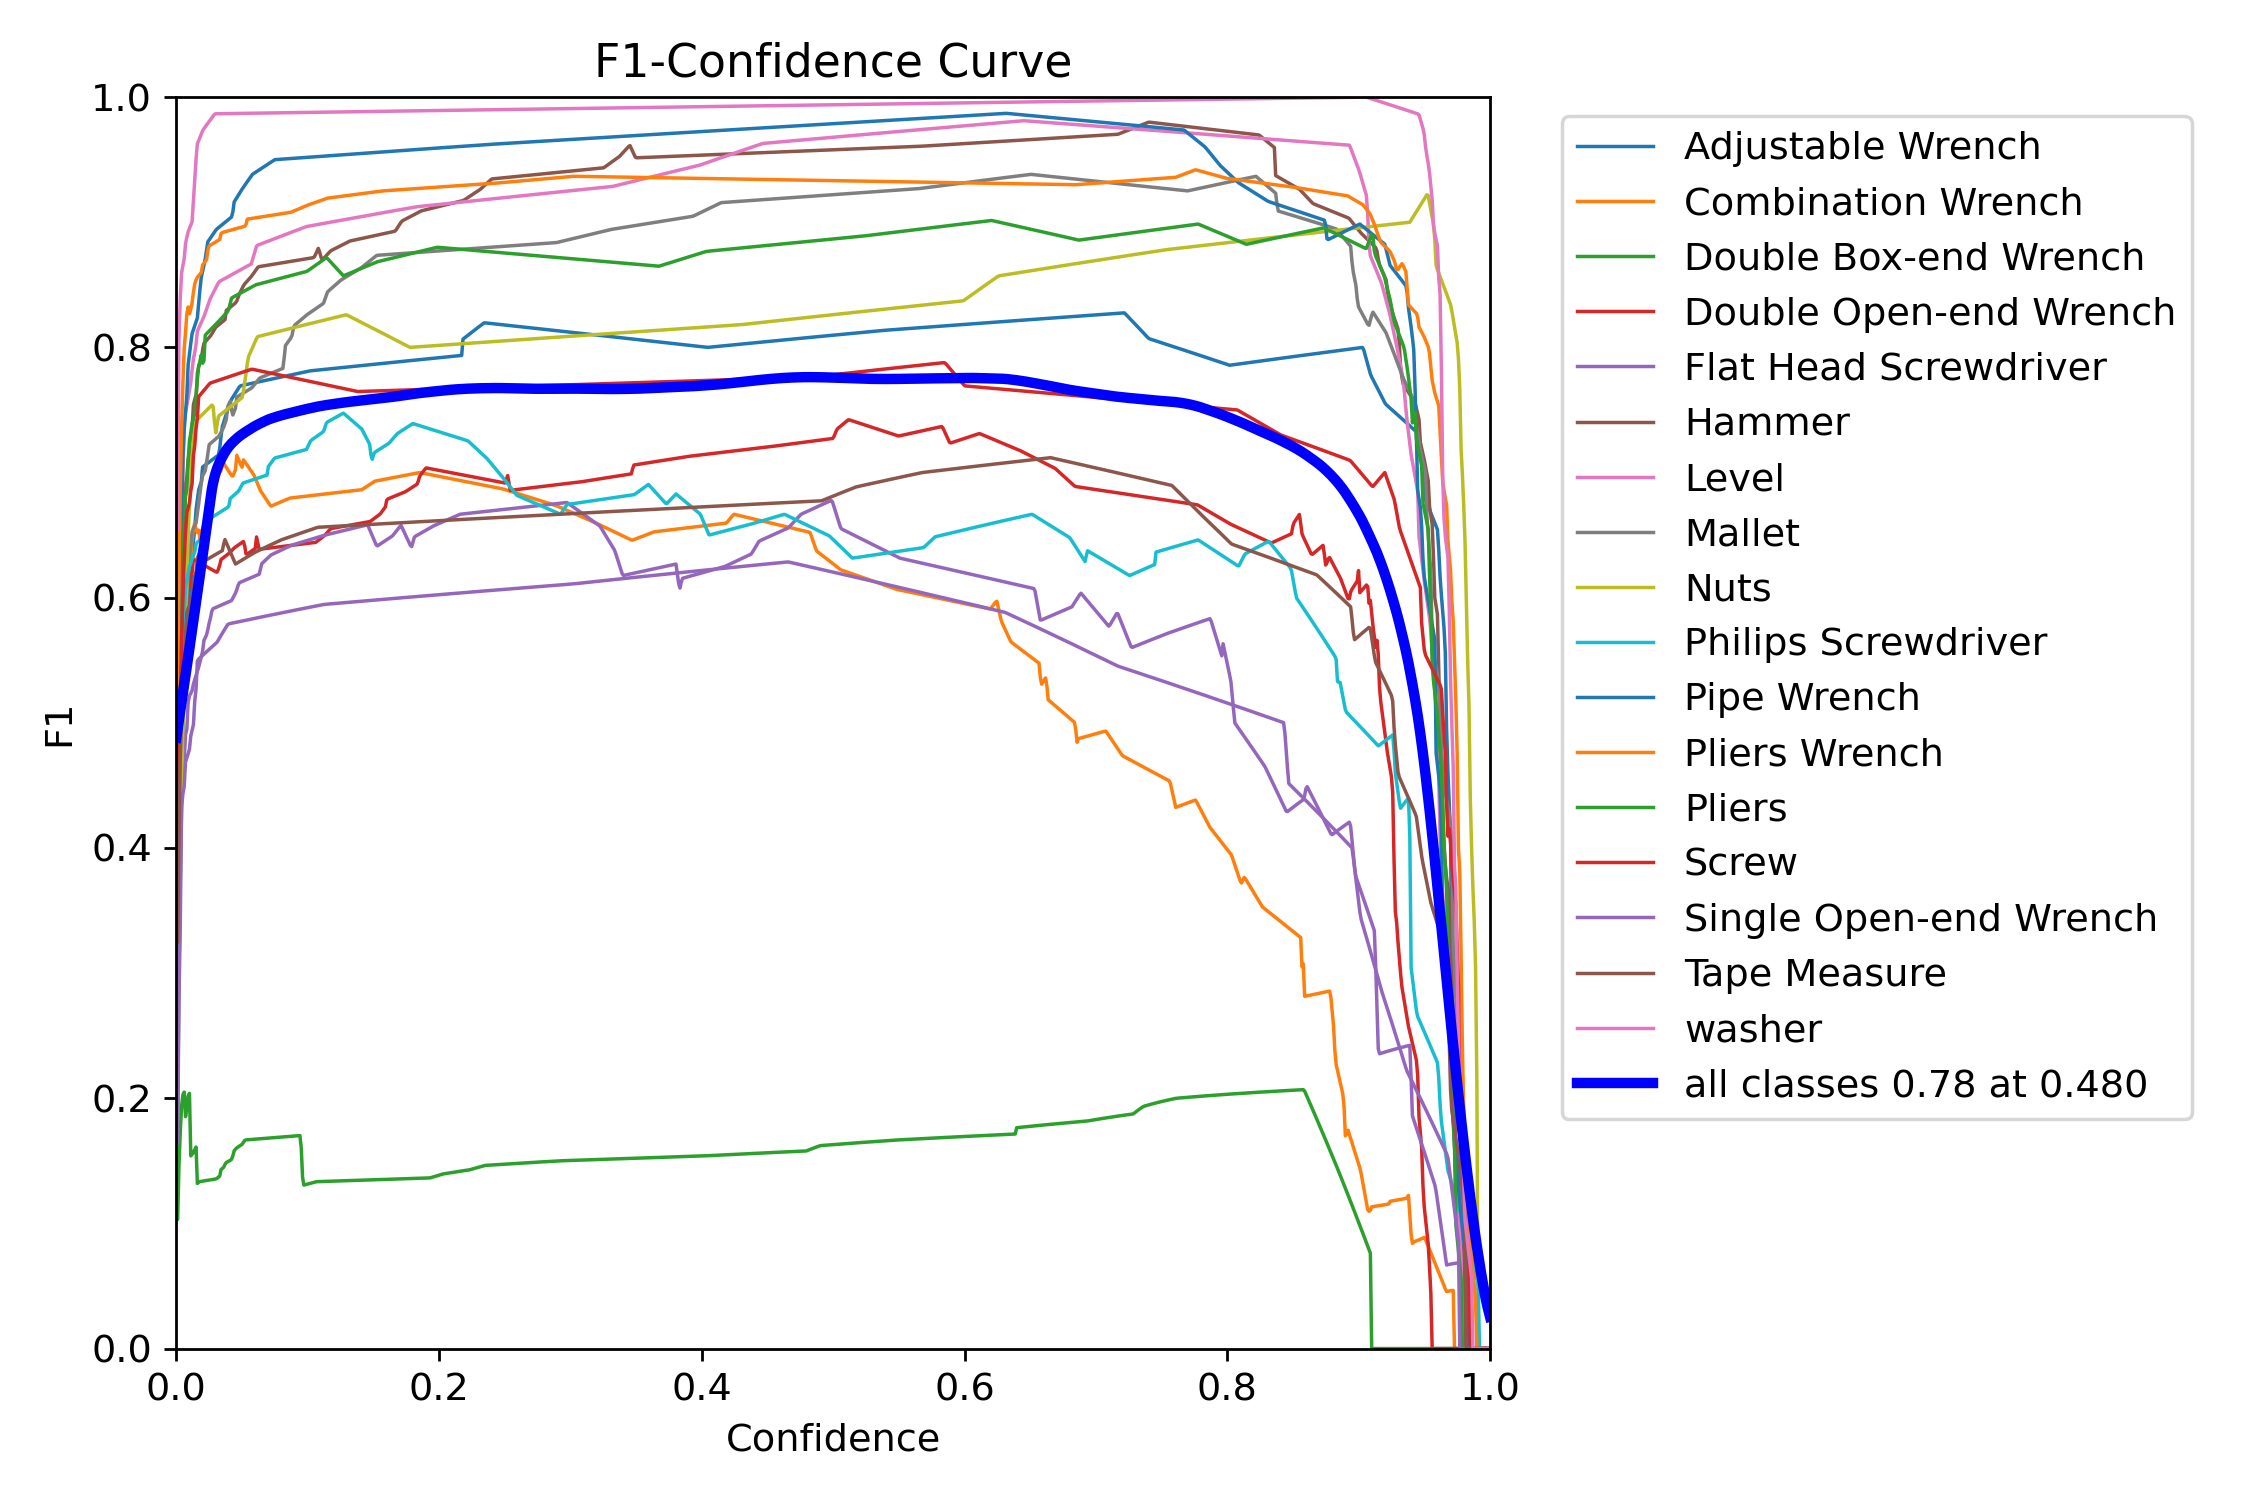 F1-Confidence Curve
1.0
0.8
0.6
0.4
0.2
0.0
F1
0.0 0.2 0.4 0.6 0.8 1.0
Confidence
Adjustable Wrench
Combination Wrench
Double Box-end Wrench
Double Open-end Wrench
Flat Head Screwdriver
Hammer
Level
Mallet
Nuts
Philips Screwdriver
Pipe Wrench
Pliers Wrench
Pliers
Screw
Single Open-end Wrench
Tape Measure
washer
all classes 0.78 at 0.480